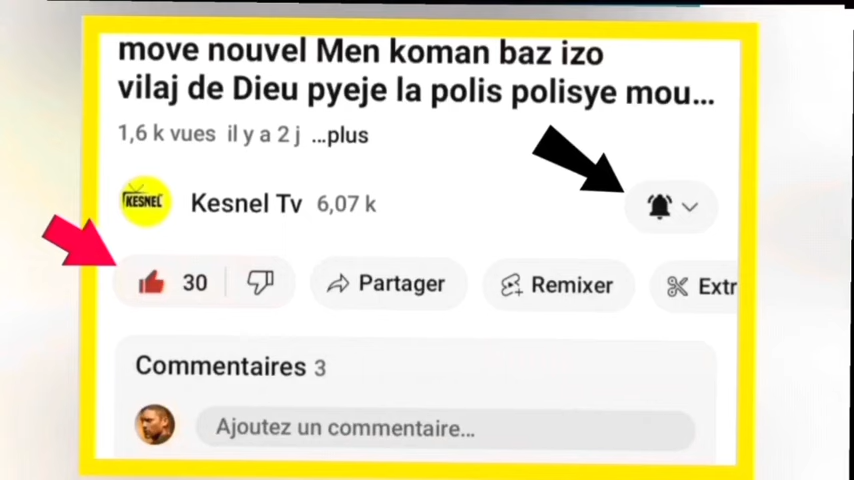 move nouvel Men koman baz izo
vilaj de Dieu pyeje la polis polisye mou...
1,6 k vues il y a 2 j ...plus
KESNEL
Kesnel Tv 6,07 k
30
Partager
Remixer
Extr
Commentaires 3
Ajoutez un commentaire...